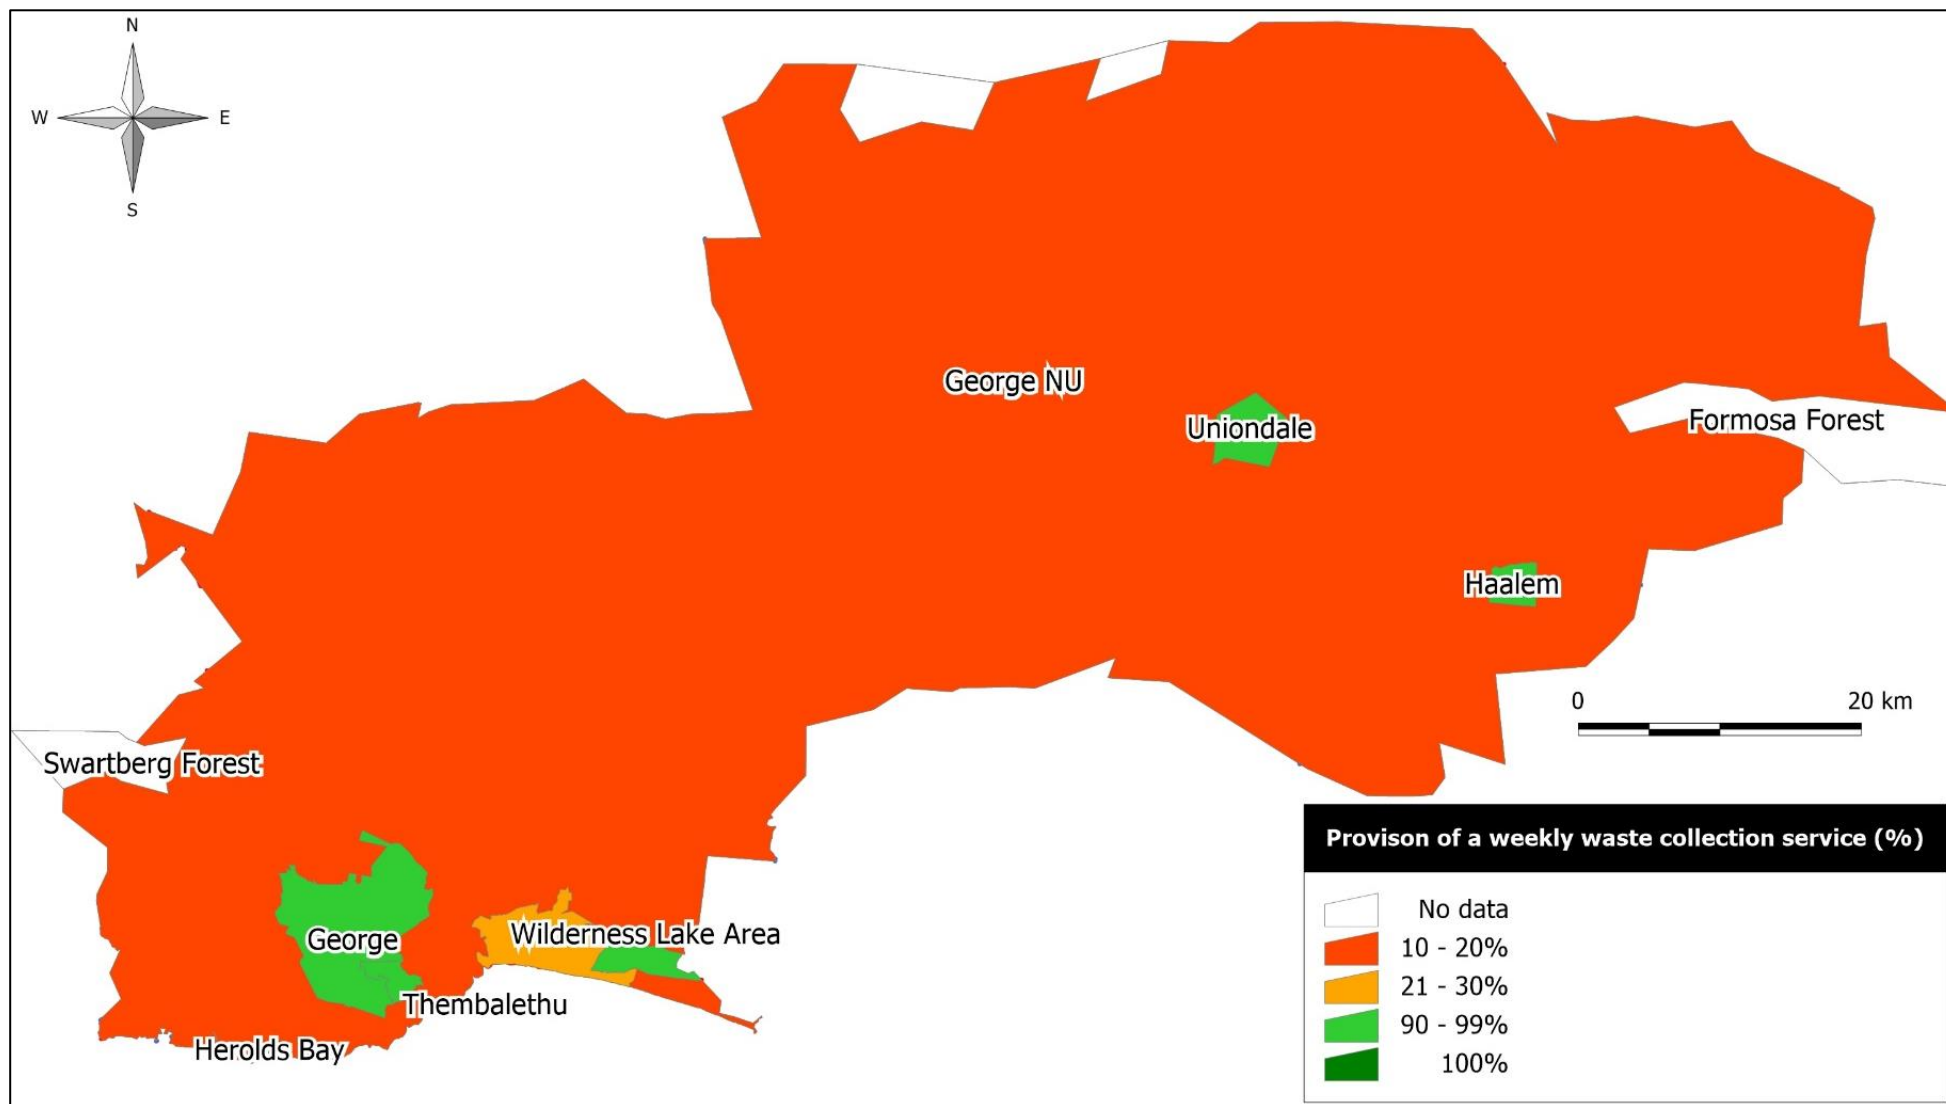 N
W E
S
George NU
Uniondale
Formosa Forest
Haalem
0 20 km
Swartberg Forest
George
Wilderness Lake Area
Thembalethu
Herolds Bay
Provison of a weekly waste collection service (%)
No data
10 - 20%
21 - 30%
90 - 99%
100%